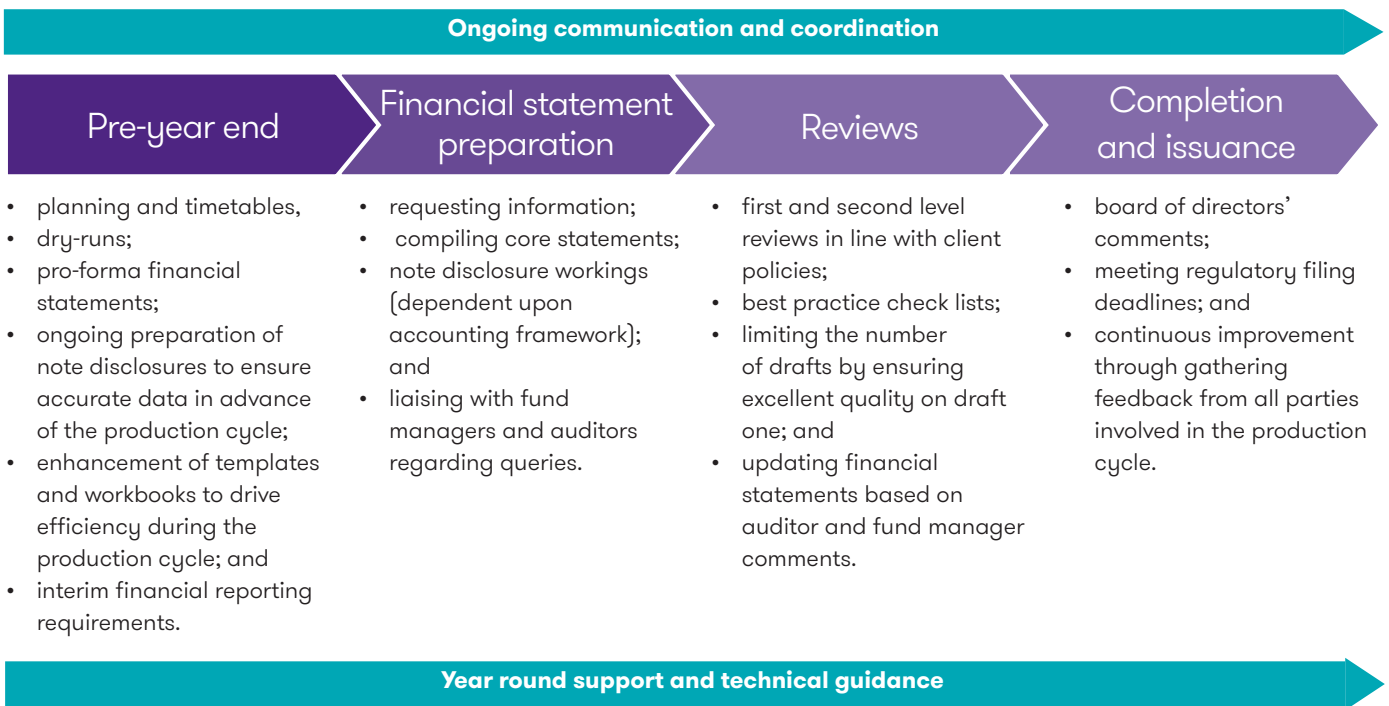 Ongoing communication and coordination
Pre-year end
Financial statement
preparation
Reviews
Completion
and issuance
• planning and timetables,
• dry-runs;
• pro-forma financial
statements;
• ongoing preparation of
note disclosures to ensure
accurate data in advance
of the production cycle;
• enhancement of templates
and workbooks to drive
efficiency during the
production cycle; and
• interim financial reporting
requirements.
• requesting information;
• compiling core statements;
• note disclosure workings
(dependent upon
accounting framework);
and
• liaising with fund
managers and auditors
regarding queries.
• first and second level
reviews in line with client
policies;
• best practice check lists;
• limiting the number
of drafts by ensuring
excellent quality on draft
one; and
• updating financial
statements based on
auditor and fund manager
comments.
• board of directors’
comments;
• meeting regulatory filing
deadlines; and
• continuous improvement
through gathering
feedback from all parties
involved in the production
cycle.
Year round support and technical guidance